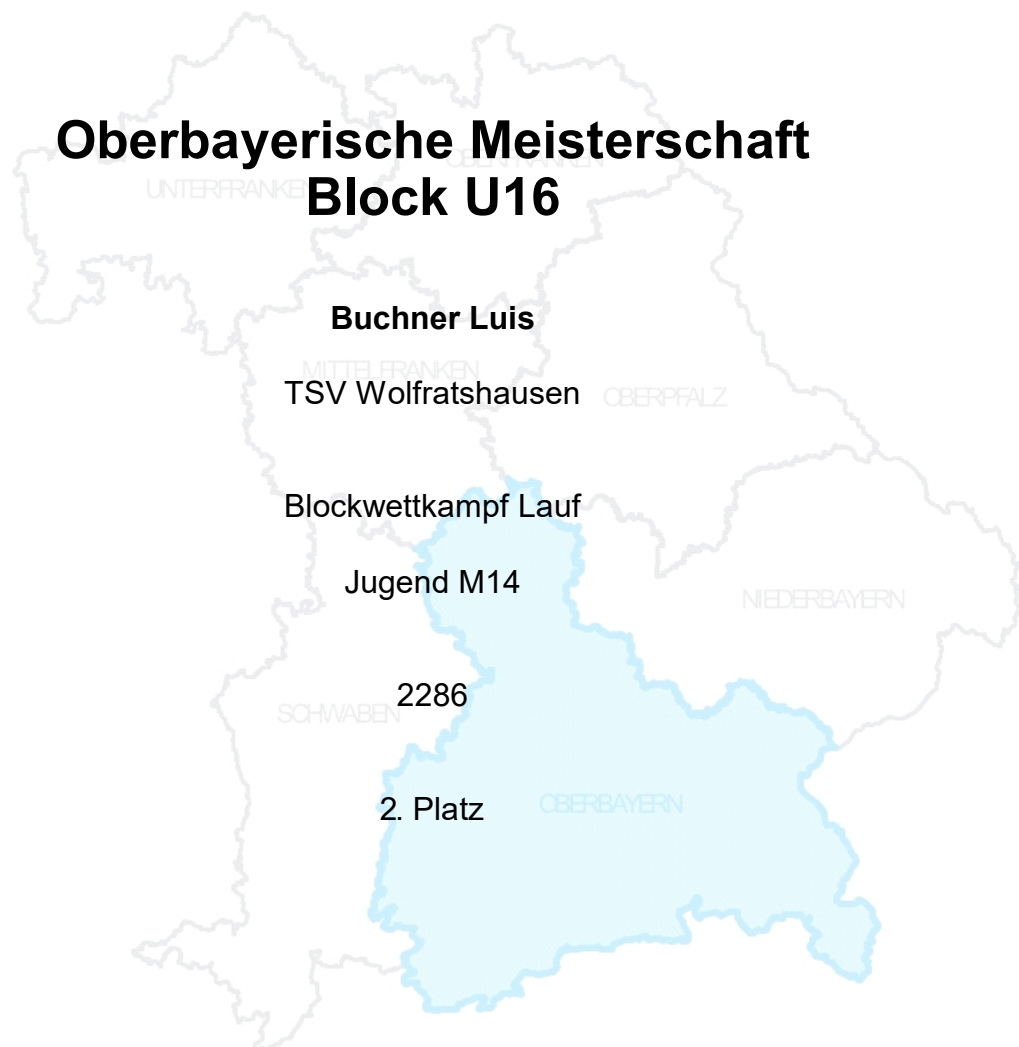 Oberbayerische Meisterschaft
Block U16
OBERFRANKEN
UNTERFRANKEN
Buchner Luis
MITTELFRANKEN
TSV Wolfratshausen
OBERPFALZ
Blockwettkampf Lauf
Jugend M14
NIEDERBAYERN
2286
SCHWABEN
2. Platz
OBERBAYERN